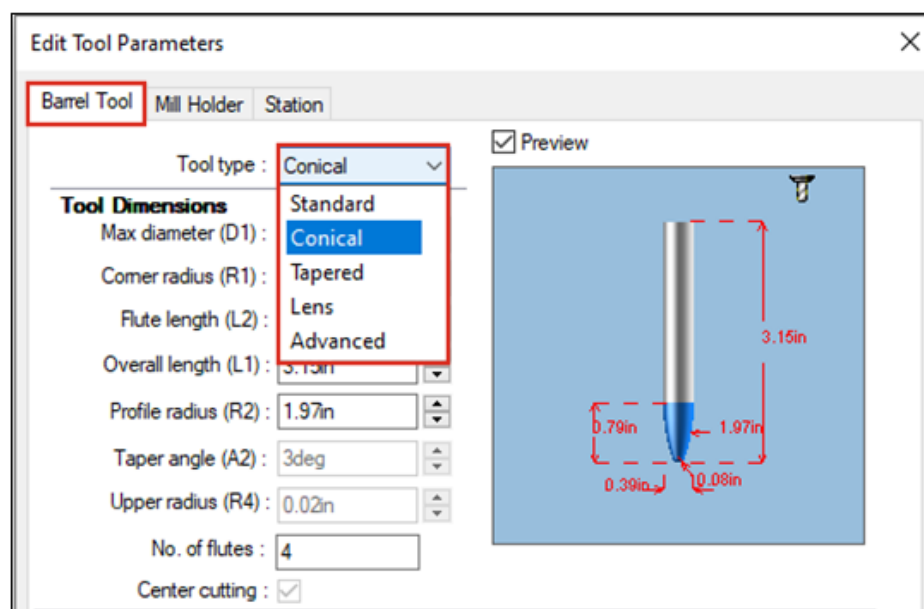 Edit Tool Parameters
Barrel Tool Mill Holder Station
Tool type : Conical
Preview
Standard
Conical
Tapered
Lens
Advanced
Tool Dimensions
Max diameter (D1) :
Corner radius (R1) :
Flute length (L2) :
Overall length (L1) : 3.15in
Profile radius (R2) : 1.97in
Taper angle (A2) : 3deg
Upper radius (R4) : 0.02in
No. of flutes : 4
Center cutting :
3.15in
0.79in
1.97in
0.39in
0.08in